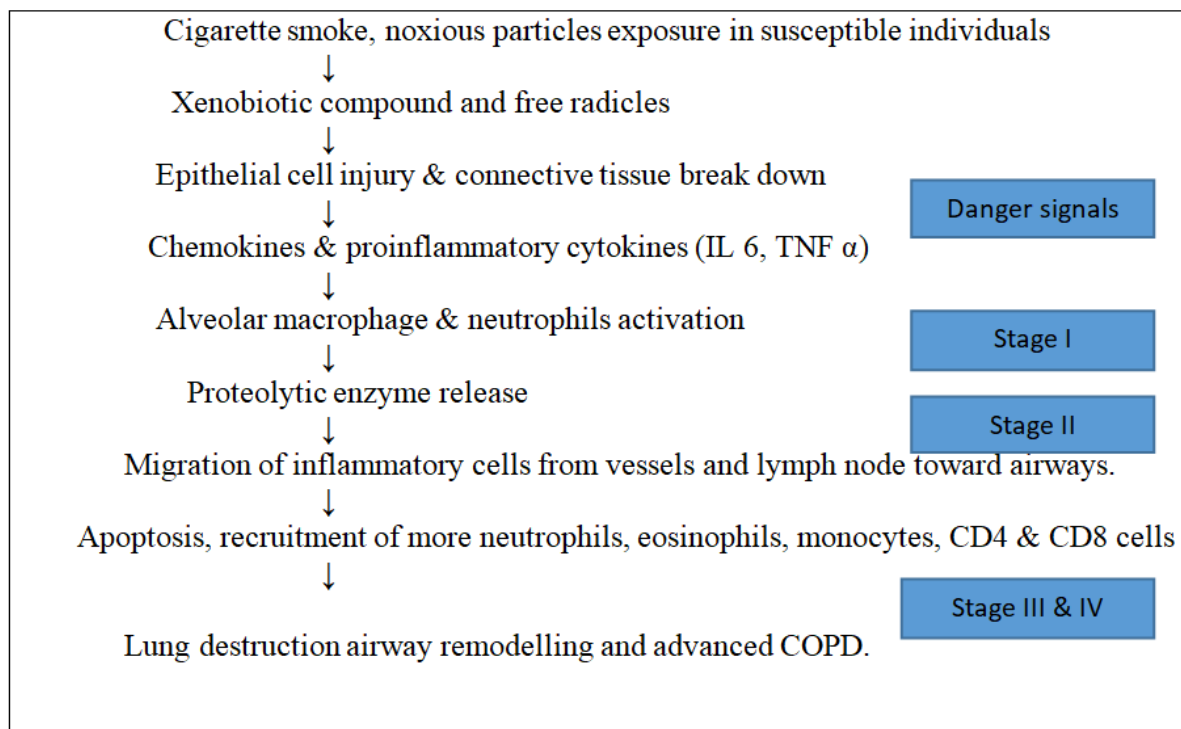 Cigarette smoke, noxious particles exposure in susceptible individuals
↓
Xenobiotic compound and free radicles
↓
Epithelial cell injury & connective tissue break down
Danger signals
↓
Chemokines & proinflammatory cytokines (IL 6, TNF α)
↓
Alveolar macrophage & neutrophils activation
Stage I
↓
Proteolytic enzyme release
Stage II
↓
Migration of inflammatory cells from vessels and lymph node toward airways.
↓
Apoptosis, recruitment of more neutrophils, eosinophils, monocytes, CD4 & CD8 cells
↓
Stage III & IV
Lung destruction airway remodelling and advanced COPD.